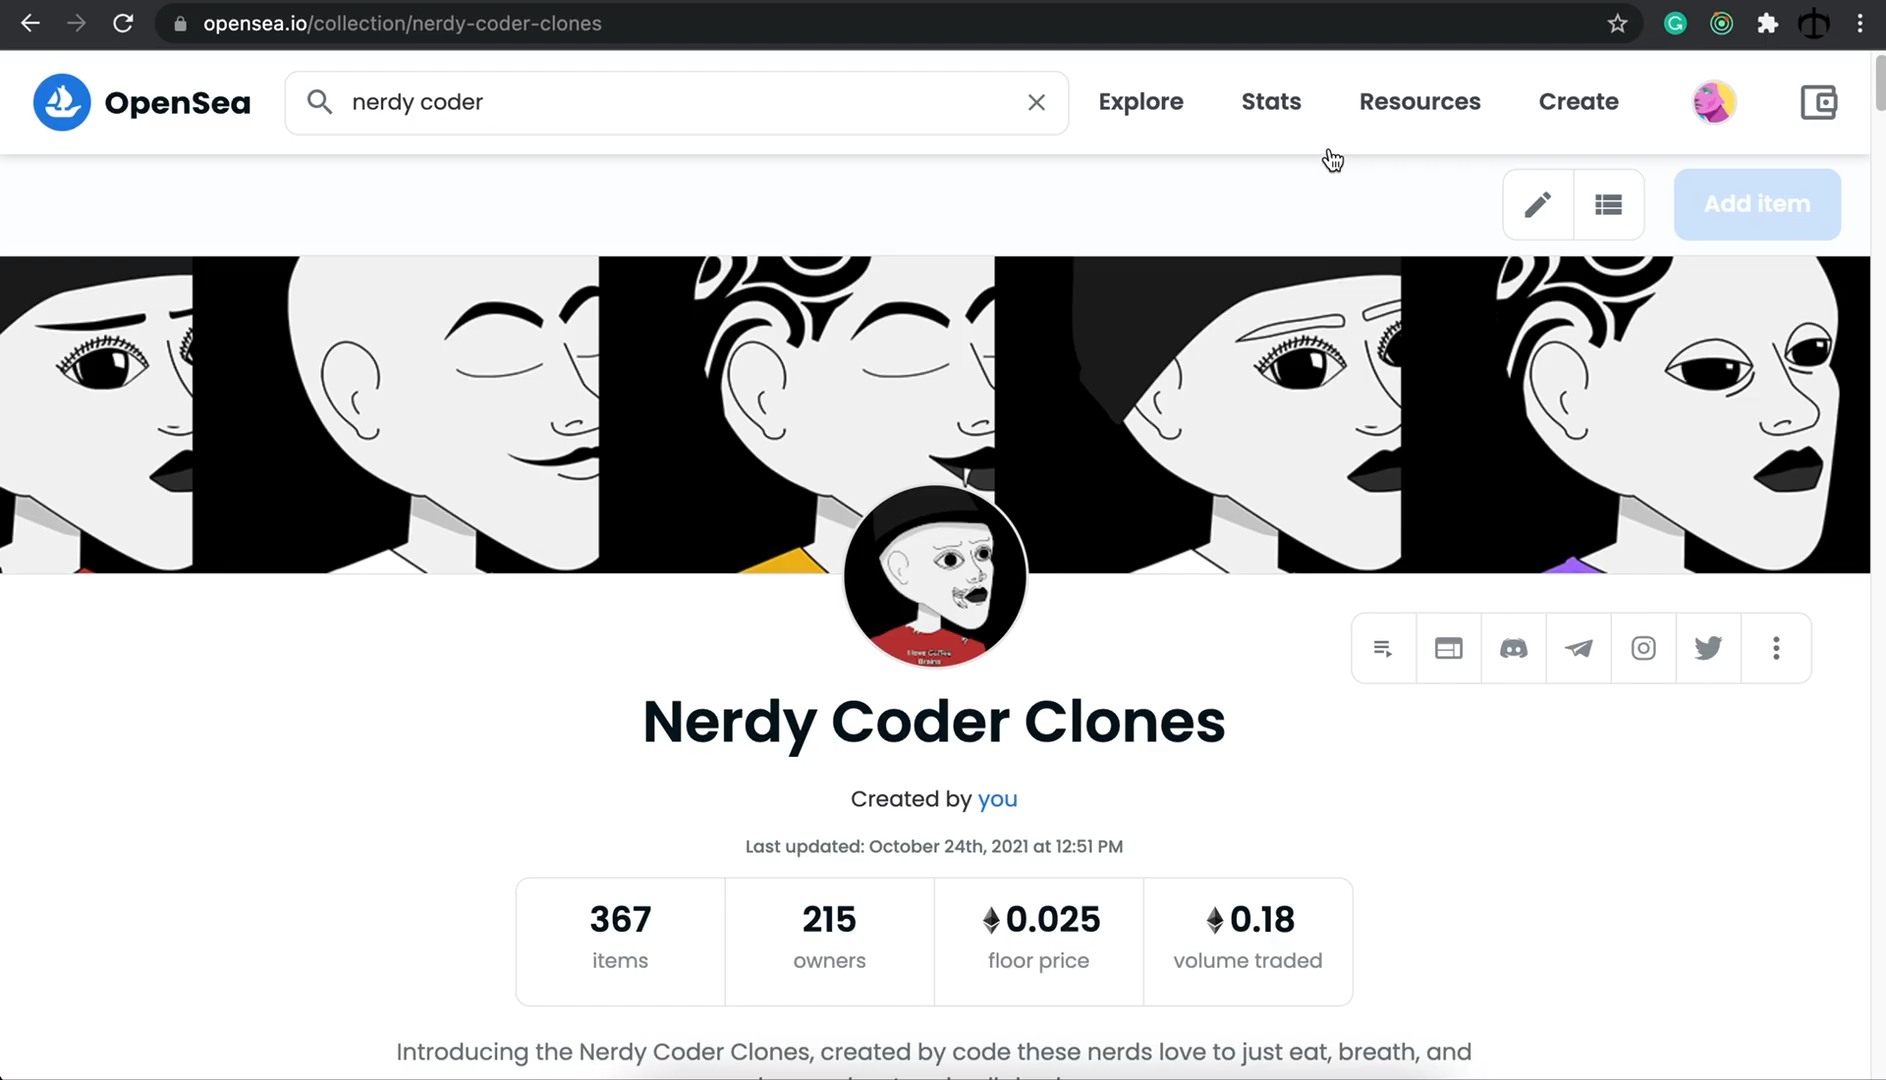 opensea.io/collection/nerdy-coder-clones
OpenSea
nerdy coder
Explore
Stats
Resources
Create
Add item
I love Coffee
Brains
Nerdy Coder Clones
Created by you
Last updated: October 24th, 2021 at 12:51 PM
367
items
215
owners
0.025
floor price
0.18
volume traded
Introducing the Nerdy Coder Clones, created by code these nerds love to just eat, breath, and